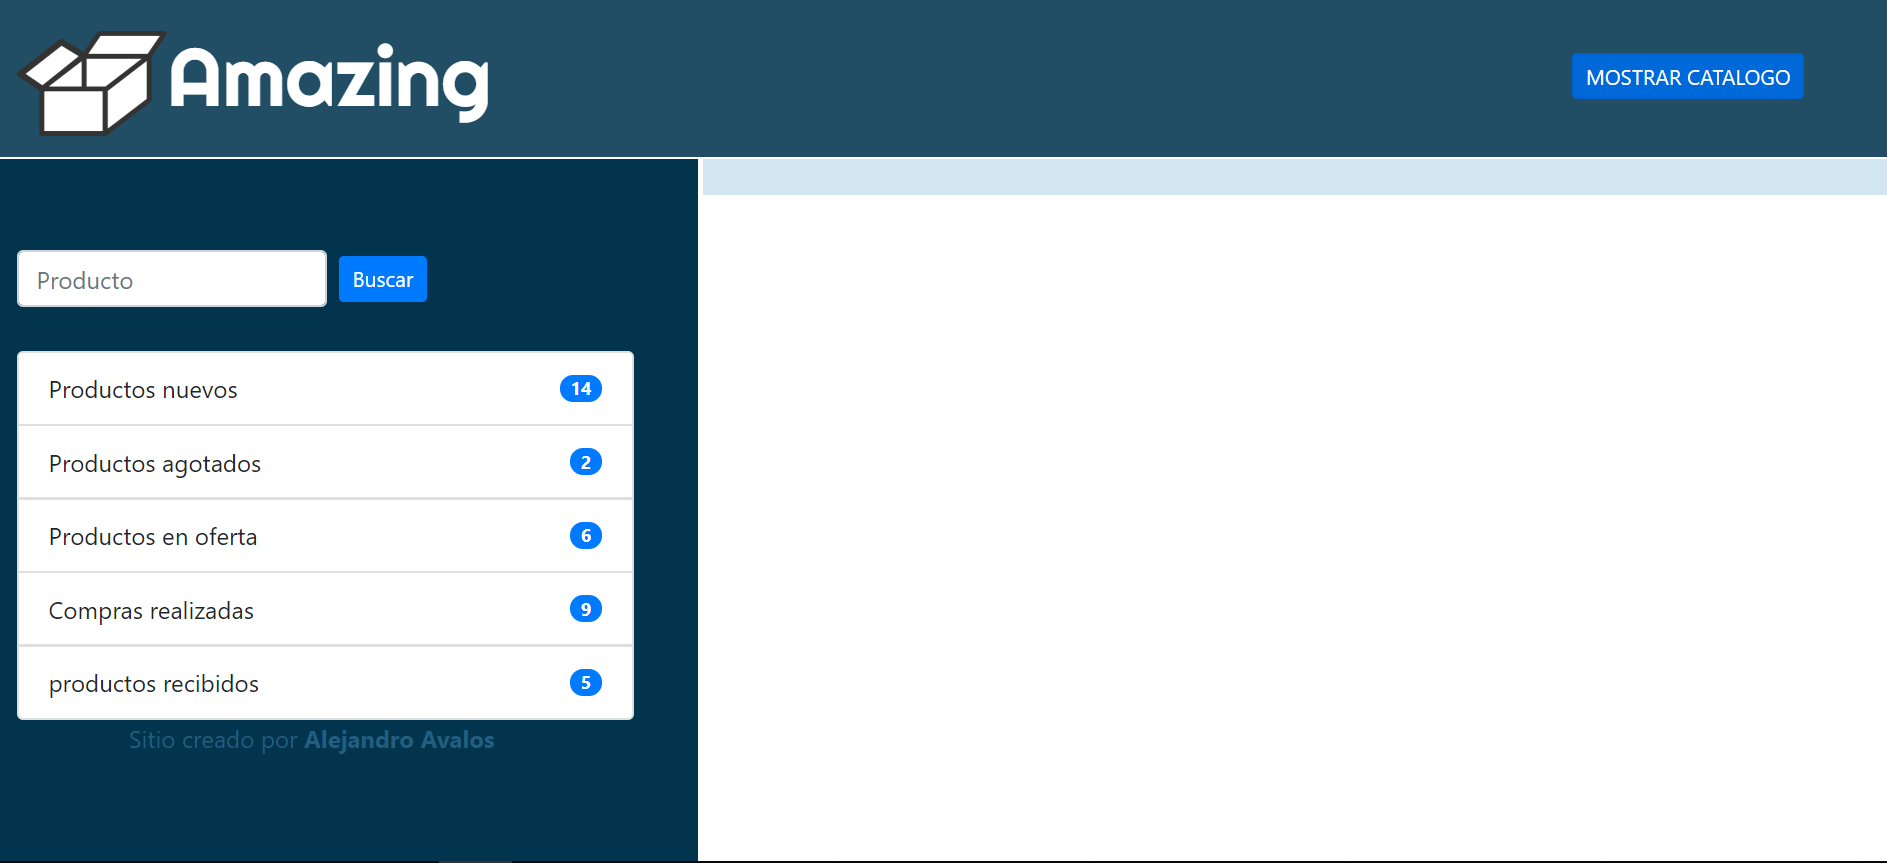 Amazing
MOSTRAR CATALOGO
Producto
Buscar
Productos nuevos 14
Productos agotados 2
Productos en oferta 6
Compras realizadas 9
productos recibidos 5
Sitio creado por Alejandro Avalos